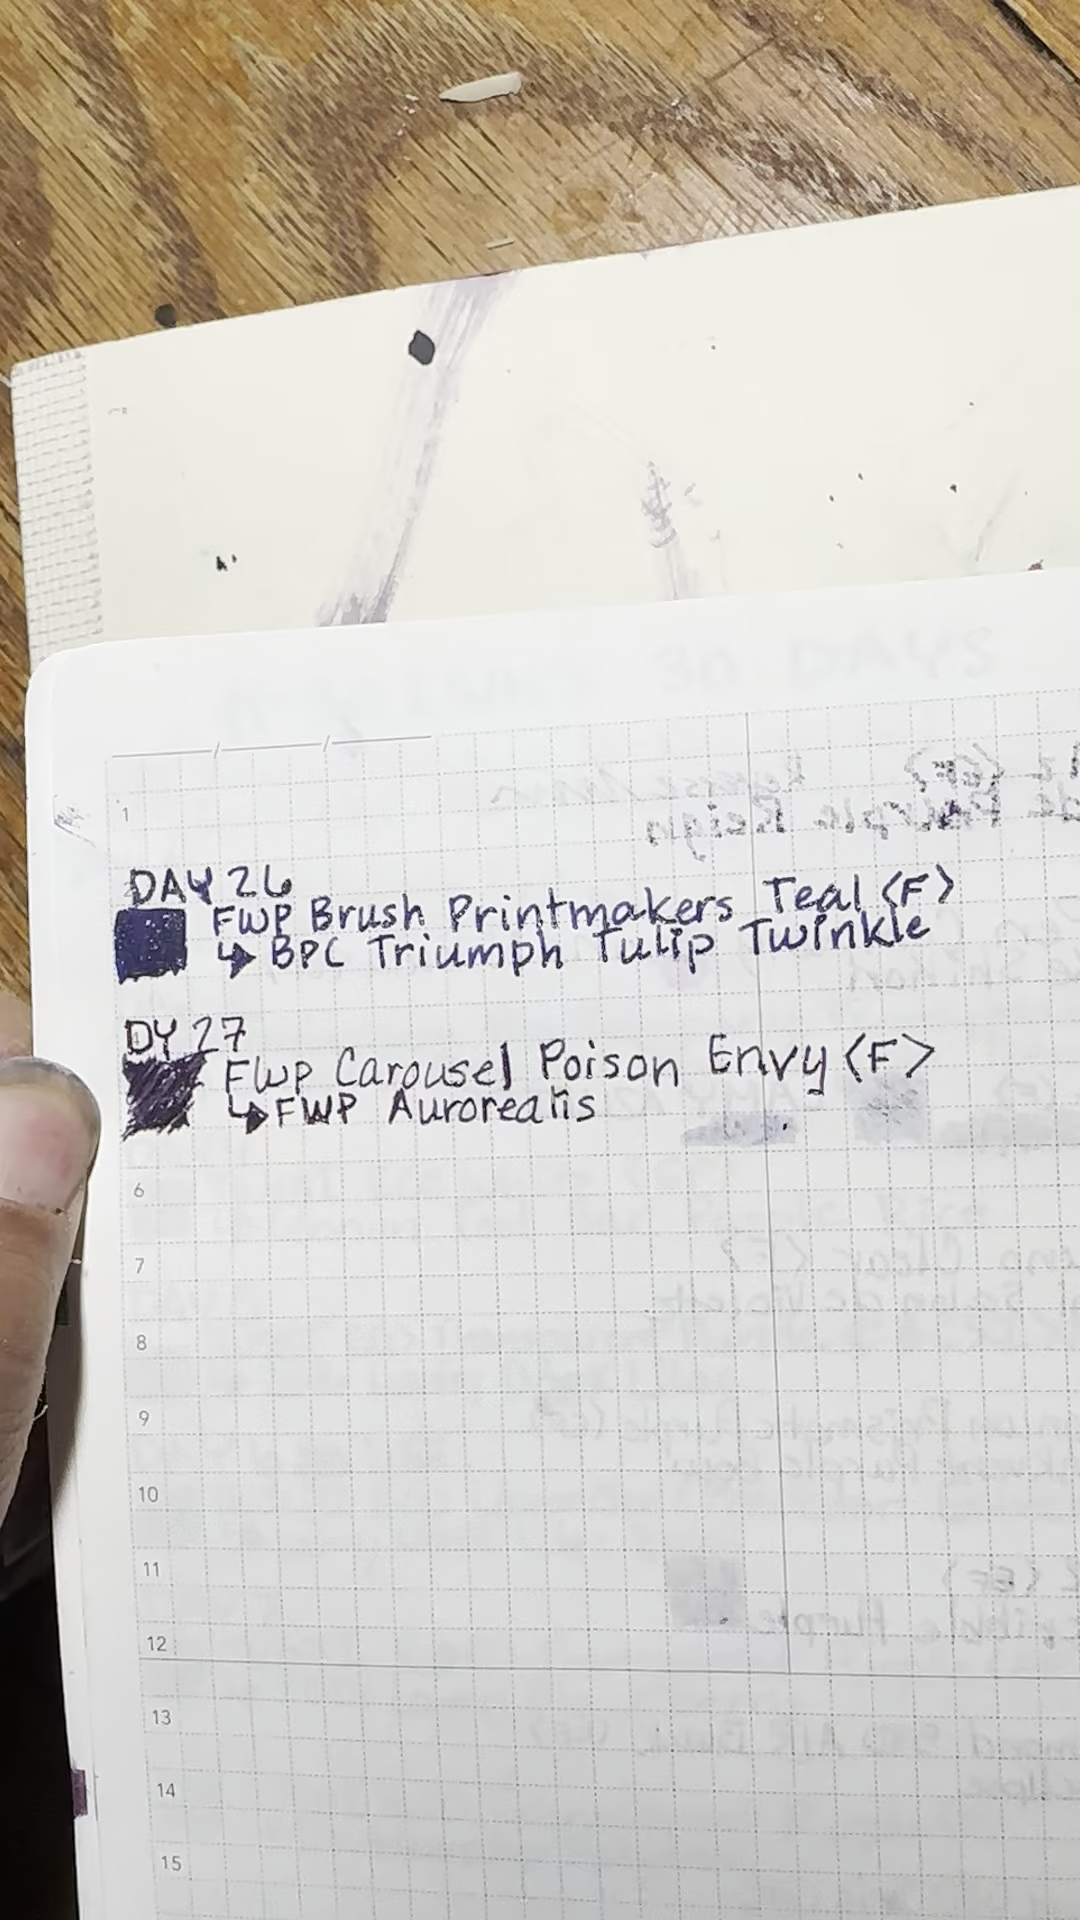 1
DAY 26
FWP Brush Printmakers Teal <F>
↳ BPC Triumph Tulip Twinkle
DY 27
FWP Carousel Poison Envy <F>
↳ FWP Aurorealis
6
7
8
9
10
11
12
13
14
15